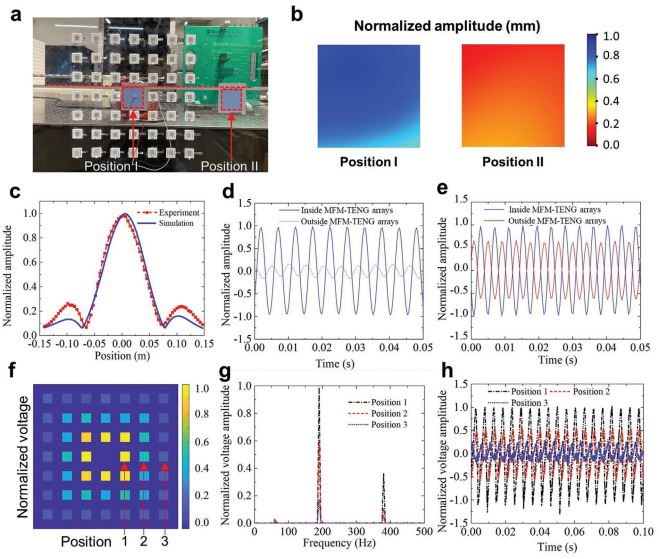 a
Position I
Position II
b
Normalized amplitude (mm)
1.0
0.8
0.6
0.4
0.2
0.0
Position I
Position II
c
Normalized amplitude
1.0
0.8
0.6
0.4
0.2
0.0
Experiment
Simulation
-0.15 -0.10 -0.05 0.00 0.05 0.10 0.15
Position (m)
d
Normalized amplitude
1.5
1.0
0.5
0.0
-0.5
-1.0
-1.5
Inside MFM-TENG arrays
Outside MFM-TENG arrays
0.00 0.01 0.02 0.03 0.04 0.05
Time (s)
e
Normalized amplitude
1.5
1.0
0.5
0.0
-0.5
-1.0
-1.5
Inside MFM-TENG arrays
Outside MFM-TENG arrays
0.00 0.01 0.02 0.03 0.04 0.05
Time (s)
f
Normalized voltage
1.0
0.8
0.6
0.4
0.2
0.0
Position 1 2 3
g
Normalized voltage amplitude
1.0
0.8
0.6
0.4
0.2
0.0
Position 1
Position 2
Position 3
0 100 200 300 400 500
Frequency (Hz)
h
Normalized voltage amplitude
1.5
1.0
0.5
0.0
-0.5
-1.0
-1.5
Position 1 Position 2
Position 3
0.00 0.02 0.04 0.06 0.08 0.10
Time (s)